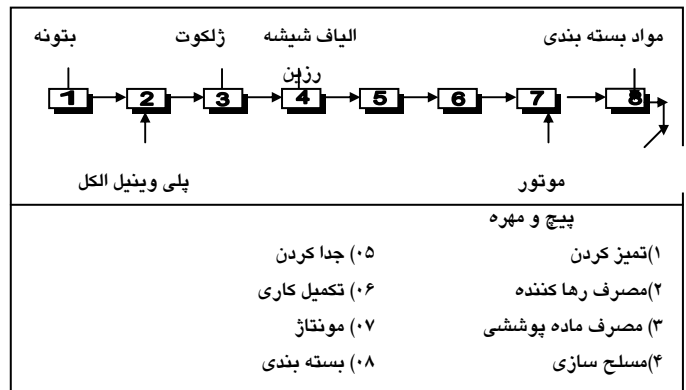 مواد بسته بندی الیاف شیشه ژلکوت بتونه
رزین
1 2 3 4 5 6 7 8
موتور پلی وینیل الکل
پیچ و مهره
۱)تمیز کردن ۰۵) جدا کردن
۲)مصرف رها کننده ۰۶) تکمیل کاری
۳) مصرف ماده پوششی ۰۷) مونتاژ
۴)مسلح سازی ۰۸) بسته بندی